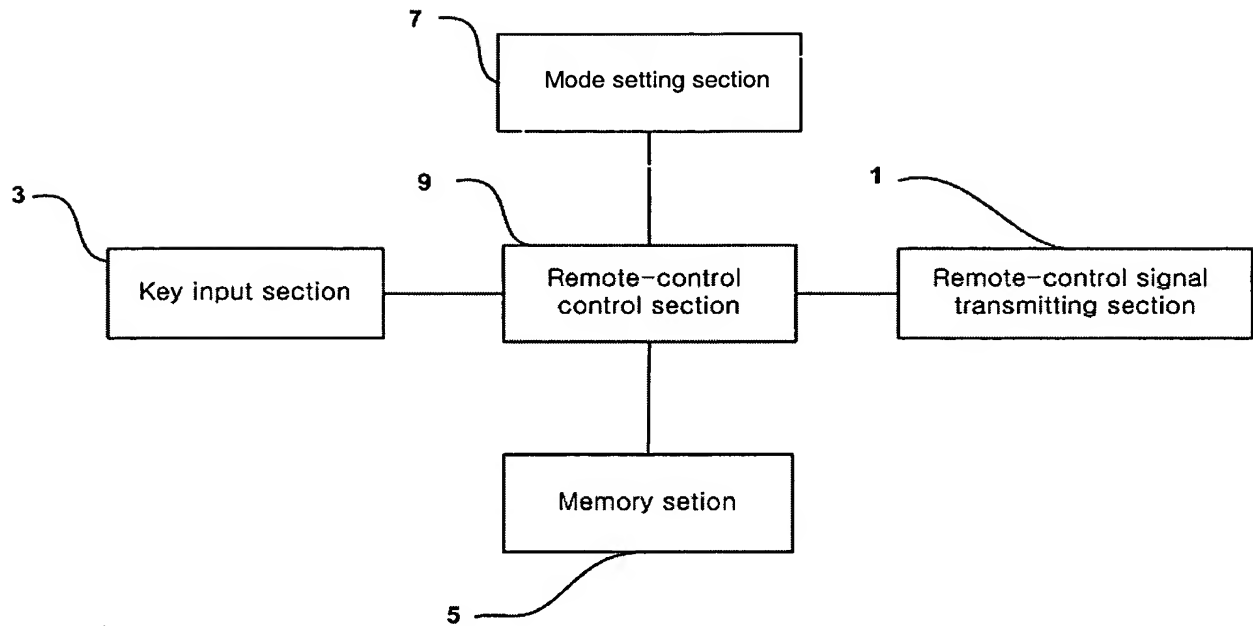 7
Mode setting section
3
9
1
Key input section
Remote-control
control section
Remote-control signal
transmitting section
Memory setion
5